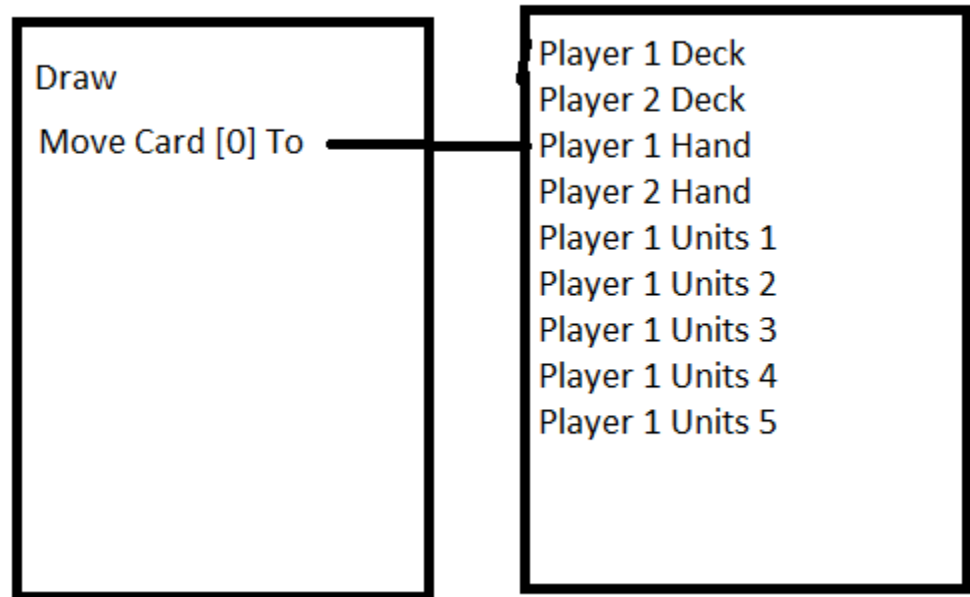 Draw
Move Card [0] To
Player 1 Deck
Player 2 Deck
Player 1 Hand
Player 2 Hand
Player 1 Units 1
Player 1 Units 2
Player 1 Units 3
Player 1 Units 4
Player 1 Units 5